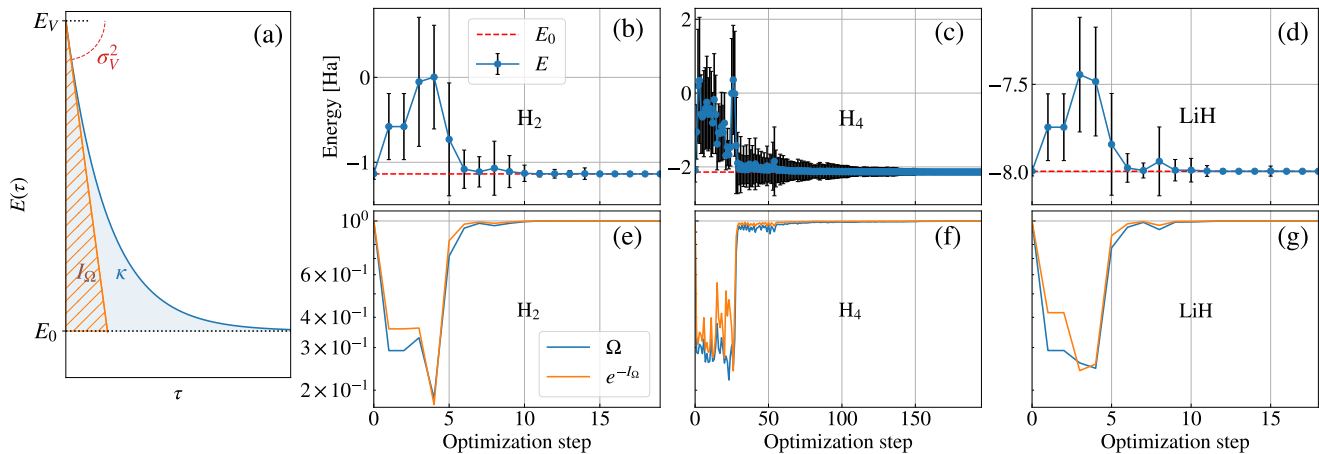 (a)
E_V
σ_V^2
I_Ω
κ
E_0
E(τ)
τ
(b)
E_0
E
H_2
Energy [Ha]
0
−1
(c)
H_4
2
0
−2
(d)
LiH
−7.5
−8.0
(e)
H_2
Ω
e^{−I_Ω}
10^0
6 × 10^{−1}
4 × 10^{−1}
3 × 10^{−1}
2 × 10^{−1}
0 5 10 15
Optimization step
(f)
H_4
0 50 100 150
Optimization step
(g)
LiH
0 5 10 15
Optimization step